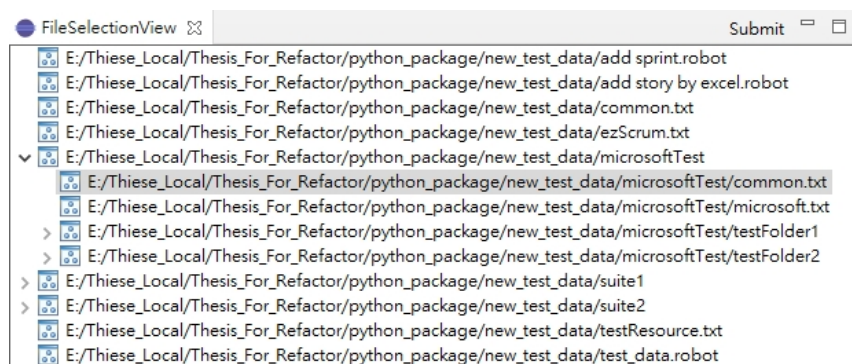 FileSelectionView
Submit
E:/Thiese_Local/Thesis_For_Refactor/python_package/new_test_data/add sprint.robot
E:/Thiese_Local/Thesis_For_Refactor/python_package/new_test_data/add story by excel.robot
E:/Thiese_Local/Thesis_For_Refactor/python_package/new_test_data/common.txt
E:/Thiese_Local/Thesis_For_Refactor/python_package/new_test_data/ezScrum.txt
E:/Thiese_Local/Thesis_For_Refactor/python_package/new_test_data/microsoftTest
E:/Thiese_Local/Thesis_For_Refactor/python_package/new_test_data/microsoftTest/common.txt
E:/Thiese_Local/Thesis_For_Refactor/python_package/new_test_data/microsoftTest/microsoft.txt
E:/Thiese_Local/Thesis_For_Refactor/python_package/new_test_data/microsoftTest/testFolder1
E:/Thiese_Local/Thesis_For_Refactor/python_package/new_test_data/microsoftTest/testFolder2
E:/Thiese_Local/Thesis_For_Refactor/python_package/new_test_data/suite1
E:/Thiese_Local/Thesis_For_Refactor/python_package/new_test_data/suite2
E:/Thiese_Local/Thesis_For_Refactor/python_package/new_test_data/testResource.txt
E:/Thiese_Local/Thesis_For_Refactor/python_package/new_test_data/test_data.robot